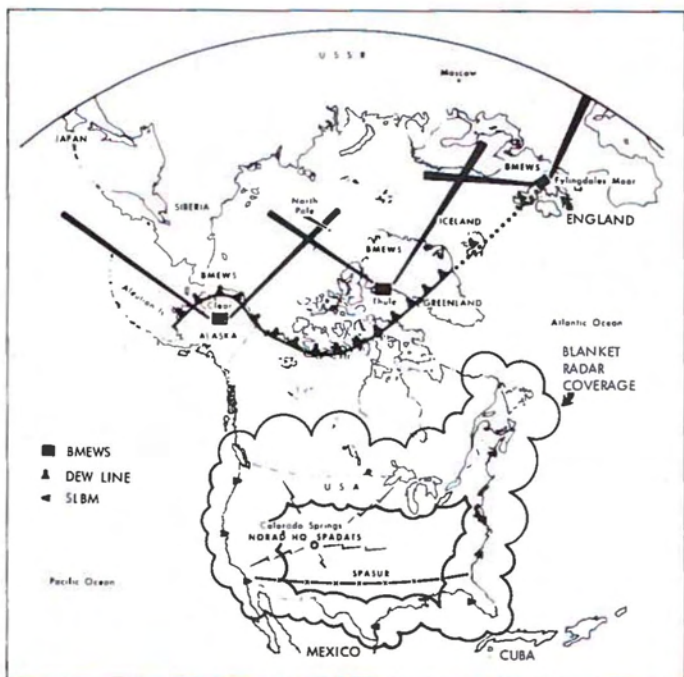 USSR
Moscow
JAPAN
BMEWS
Fylingdales Moor
SIBERIA
North
Pole
ICELAND
ENGLAND
BMEWS
BMEWS
Aleutian Is
Clear
Thule
GREENLAND
ALASKA
Atlantic Ocean
BLANKET
RADAR
COVERAGE
BMEWS
DEW LINE
SLBM
USA
Colorado Springs
NORAD HQ SPADATS
SPASUR
Pacific Ocean
MEXICO
CUBA